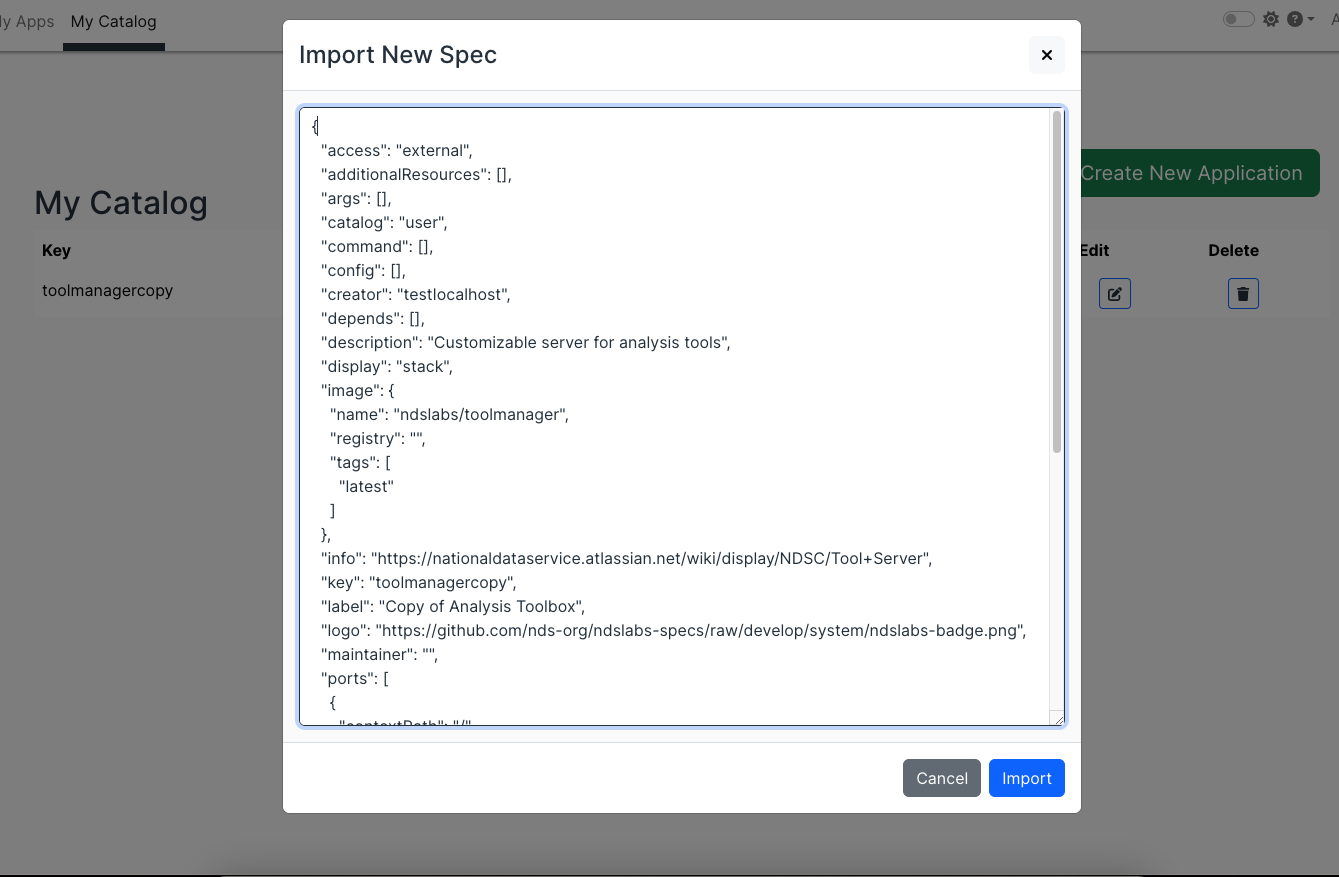 My Apps My Catalog
Import New Spec
{
"access": "external",
"additionalResources": [],
"args": [],
"catalog": "user",
"command": [],
"config": [],
"creator": "testlocalhost",
"depends": [],
"description": "Customizable server for analysis tools",
"display": "stack",
"image": {
"name": "ndslabs/toolmanager",
"registry": "",
"tags": [
"latest"
]
},
"info": "https://nationaldataservice.atlassian.net/wiki/display/NDSC/Tool+Server",
"key": "toolmanagercopy",
"label": "Copy of Analysis Toolbox",
"logo": "https://github.com/nds-org/ndslabs-specs/raw/develop/system/ndslabs-badge.png",
"maintainer": "",
"ports": [
{
"contextPath": "/"
Cancel Import
Create New Application
My Catalog
Key Edit Delete
toolmanagercopy